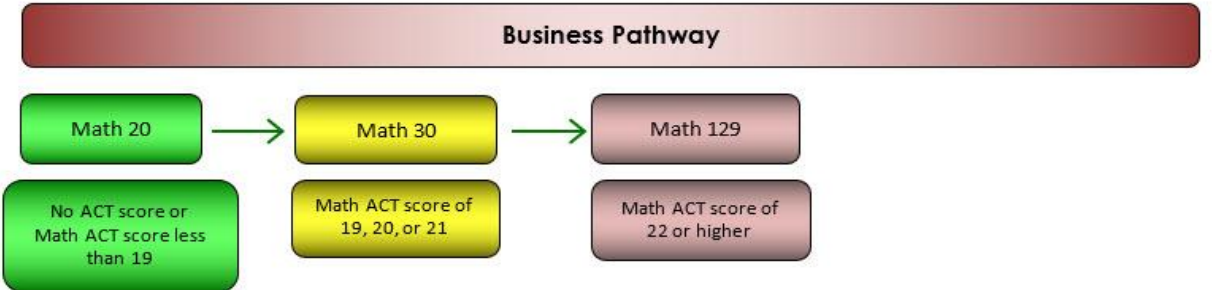 Business Pathway
Math 20
Math 30
Math 129
No ACT score or
Math ACT score less
than 19
Math ACT score of
19, 20, or 21
Math ACT score of
22 or higher